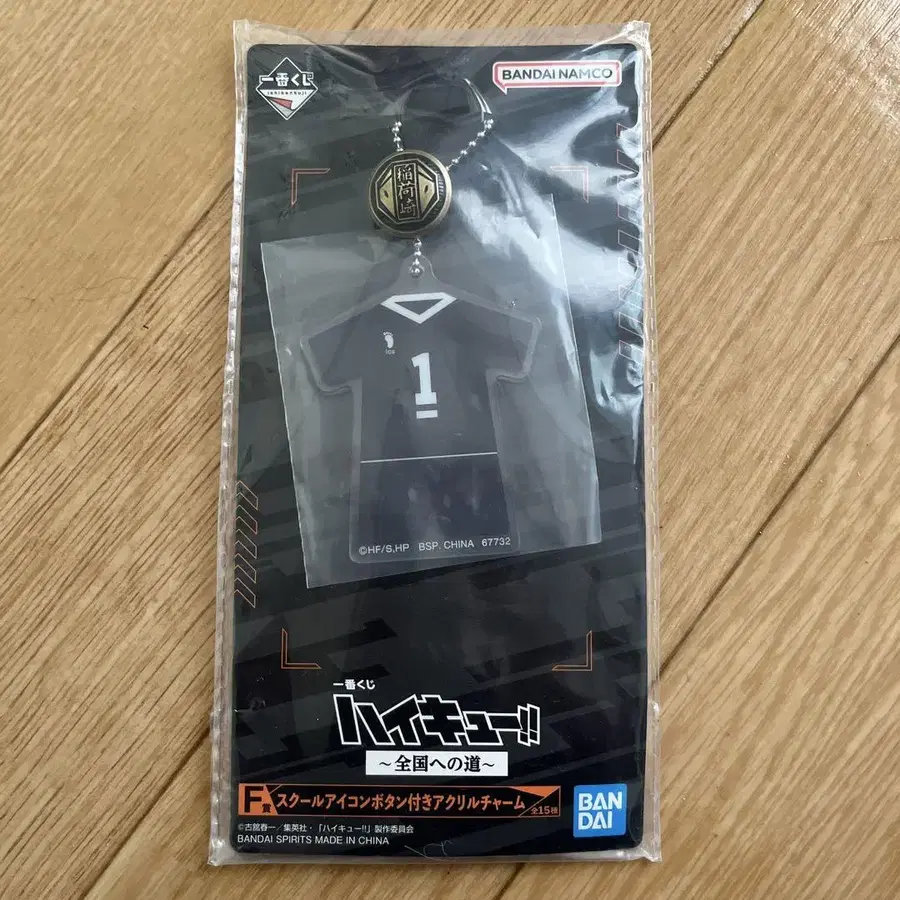 一番くじ
ichibankuji
BANDAI NAMCO
稲荷崎
1
©HF/S,HP BSP. CHINA 67732
一番くじ
ハイキュー!!
～全国への道～
F賞 スクールアイコンボタン付きアクリルチャーム 全15種
©古舘春一／集英社・「ハイキュー!!」製作委員会
BANDAI SPIRITS MADE IN CHINA
BAN
DAI